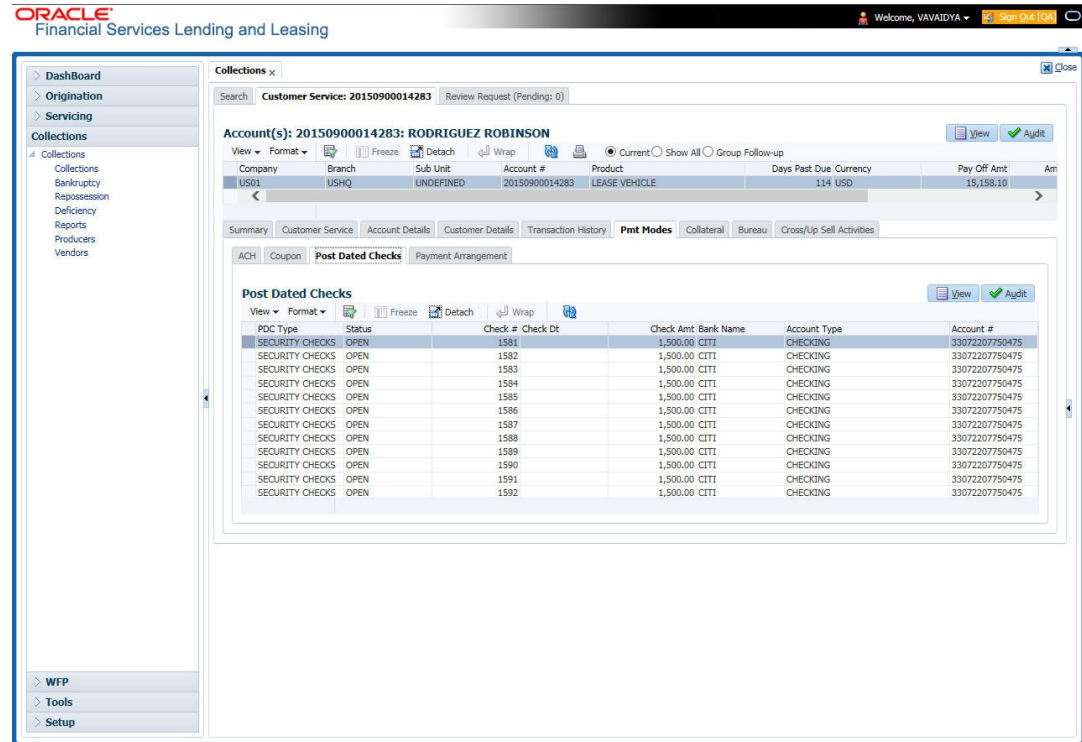 ORACLE
Financial Services Lending and Leasing
Welcome, VAVAIDYA Sign Out [QA]
Close
DashBoard
Origination
Servicing
Collections
Collections
Collections
Bankruptcy
Repossession
Deficiency
Reports
Producers
Vendors
WFP
Tools
Setup
Collections x
Search Customer Service: 20150900014283 Review Request (Pending: 0)
Account(s): 20150900014283: RODRIGUEZ ROBINSON View Audit
View Format Freeze Detach Wrap Current Show All Group Follow-up
Company Branch Sub Unit Account # Product Days Past Due Currency Pay Off Amt Am
US01 USHQ UNDEFINED 20150900014283 LEASE VEHICLE 114 USD 15,158.10
Summary Customer Service Account Details Customer Details Transaction History Pmt Modes Collateral Bureau Cross/Up Sell Activities
ACH Coupon Post Dated Checks Payment Arrangement
Post Dated Checks View Audit
View Format Freeze Detach Wrap
PDC Type Status Check # Check Dt Check Amt Bank Name Account Type Account #
SECURITY CHECKS OPEN 1581 1,500.00 CITI CHECKING 33072207750475
SECURITY CHECKS OPEN 1582 1,500.00 CITI CHECKING 33072207750475
SECURITY CHECKS OPEN 1583 1,500.00 CITI CHECKING 33072207750475
SECURITY CHECKS OPEN 1584 1,500.00 CITI CHECKING 33072207750475
SECURITY CHECKS OPEN 1585 1,500.00 CITI CHECKING 33072207750475
SECURITY CHECKS OPEN 1586 1,500.00 CITI CHECKING 33072207750475
SECURITY CHECKS OPEN 1587 1,500.00 CITI CHECKING 33072207750475
SECURITY CHECKS OPEN 1588 1,500.00 CITI CHECKING 33072207750475
SECURITY CHECKS OPEN 1589 1,500.00 CITI CHECKING 33072207750475
SECURITY CHECKS OPEN 1590 1,500.00 CITI CHECKING 33072207750475
SECURITY CHECKS OPEN 1591 1,500.00 CITI CHECKING 33072207750475
SECURITY CHECKS OPEN 1592 1,500.00 CITI CHECKING 33072207750475